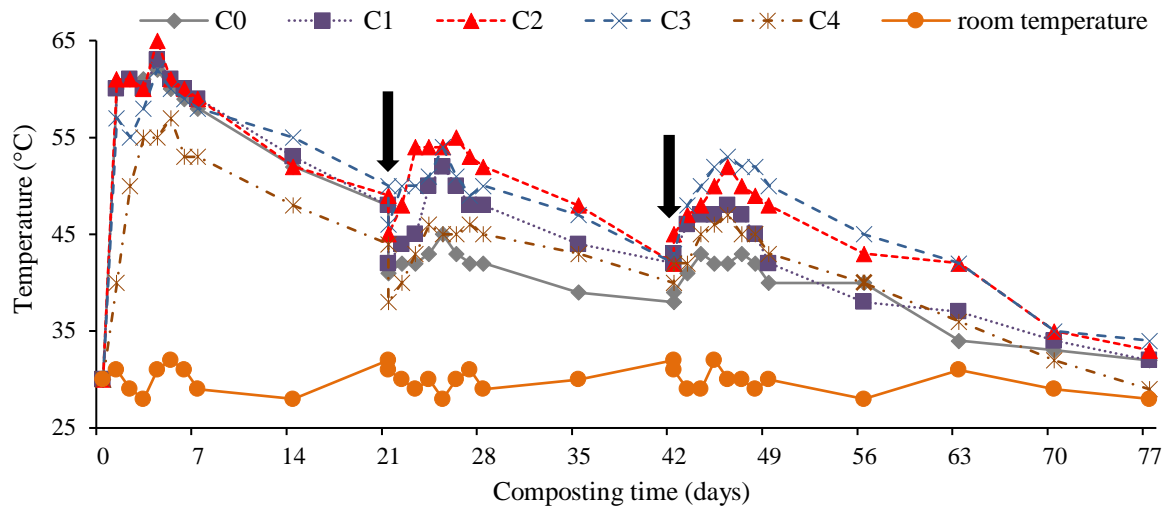 C0 C1 C2 C3 C4 room temperature
65
55
45
35
25
Temperature (°C)
0 7 14 21 28 35 42 49 56 63 70 77
Composting time (days)